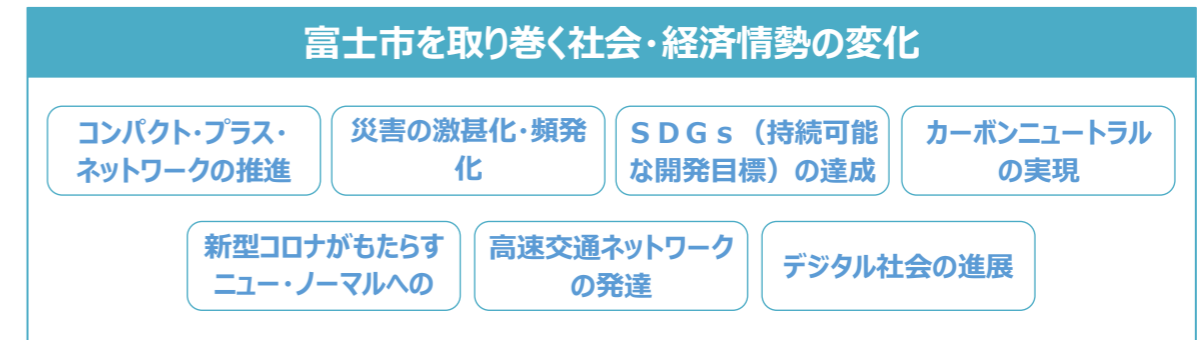 富士市を取り巻く社会・経済情勢の変化
コンパクト・プラス・
ネットワークの推進
災害の激甚化・頻発
化
ＳＤＧｓ（持続可能
な開発目標）の達成
カーボンニュートラル
の実現
新型コロナがもたらす
ニュー・ノーマルへの
高速交通ネットワーク
の発達
デジタル社会の進展